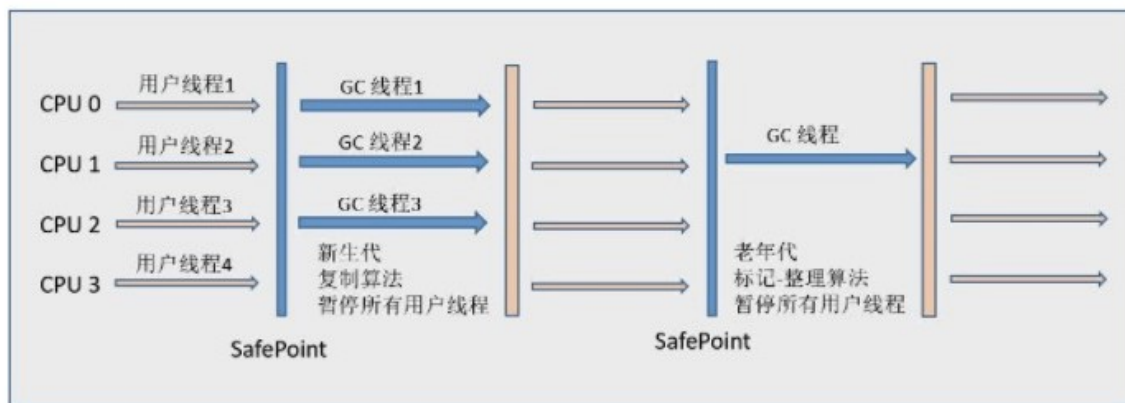 用户线程1
GC 线程1
CPU 0
用户线程2
GC 线程2
GC 线程
CPU 1
用户线程3
GC 线程3
CPU 2
用户线程4
新生代
复制算法
暂停所有用户线程
老年代
标记-整理算法
暂停所有用户线程
CPU 3
SafePoint
SafePoint